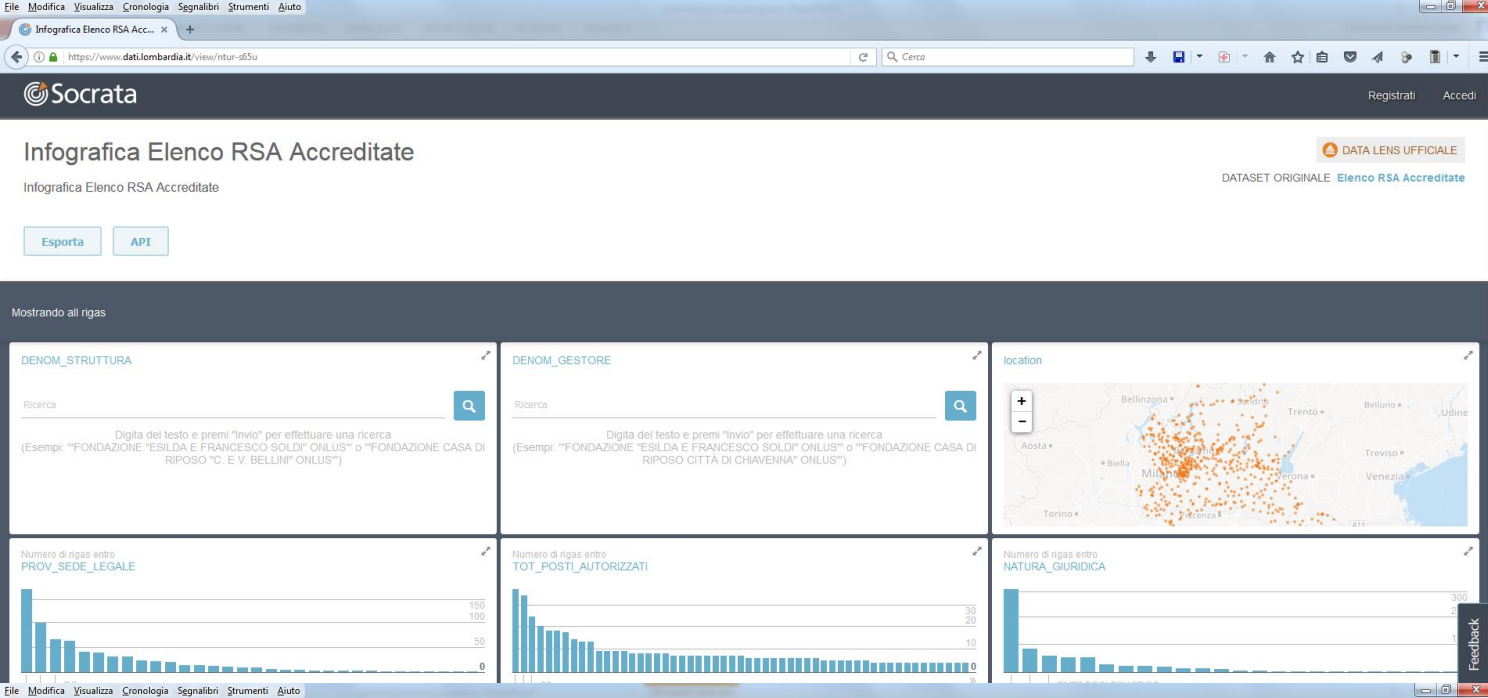 File Modifica Visualizza Cronologia Segnalibri Strumenti Aiuto
Infografica Elenco RSA Acc... × +
https://www.dati.lombardia.it/view/ntur-s65u
Cerca
Socrata
Registrati Accedi
Infografica Elenco RSA Accreditate
DATA LENS UFFICIALE
Infografica Elenco RSA Accreditate
DATASET ORIGINALE Elenco RSA Accreditate
Esporta API
Mostrando all rigas
DENOM_STRUTTURA
Ricerca
Digita del testo e premi "Invio" per effettuare una ricerca
(Esempi: '"FONDAZIONE "ESILDA E FRANCESCO SOLDI" ONLUS"' o '"FONDAZIONE CASA DI
RIPOSO "C. E V. BELLINI" ONLUS"')
DENOM_GESTORE
Ricerca
Digita del testo e premi "Invio" per effettuare una ricerca
(Esempi: '"FONDAZIONE "ESILDA E FRANCESCO SOLDI" ONLUS"' o '"FONDAZIONE CASA DI
RIPOSO CITTÀ DI CHIAVENNA" ONLUS"')
location
+
-
Bellinzona
Sondrio
Trento
Belluno
Udine
Aosta
Biella
Treviso
Verona
Venezia
Torino
Piacenza
A13
Numero di rigas entro
PROV_SEDE_LEGALE
150
100
50
0
Numero di rigas entro
TOT_POSTI_AUTORIZZATI
30
20
10
0
Numero di rigas entro
NATURA_GIURIDICA
300
Feedback
File Modifica Visualizza Cronologia Segnalibri Strumenti Aiuto